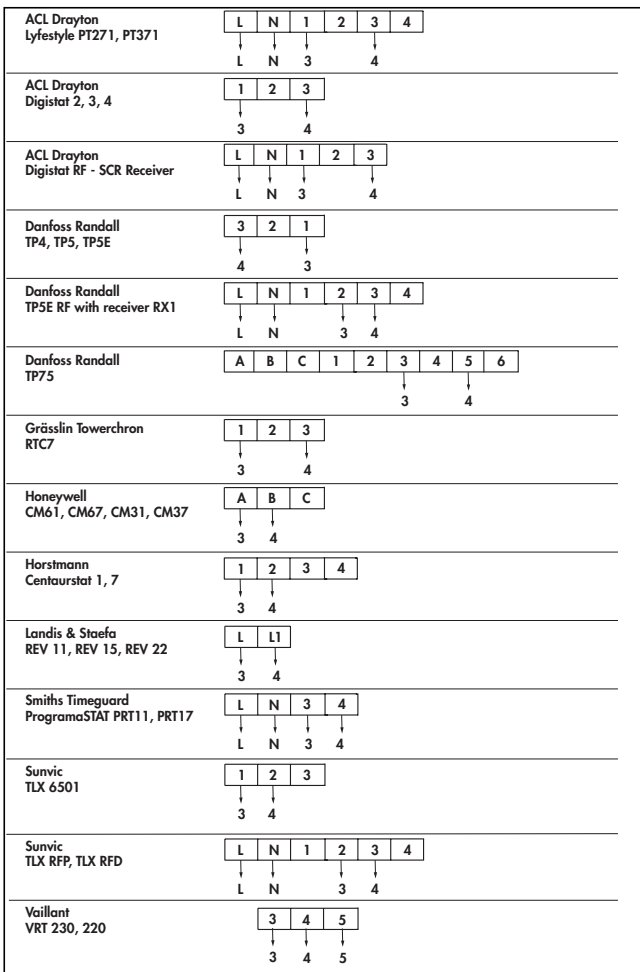 ACL Drayton
Lyfestyle PT271, PT371
L N 1 2 3 4
L N 3 4
ACL Drayton
Digistat 2, 3, 4
1 2 3
3 4
ACL Drayton
Digistat RF - SCR Receiver
L N 1 2 3
L N 3 4
Danfoss Randall
TP4, TP5, TP5E
3 2 1
4 3
Danfoss Randall
TP5E RF with receiver RX1
L N 1 2 3 4
L N 3 4
Danfoss Randall
TP75
A B C 1 2 3 4 5 6
3 4
Grässlin Towerchron
RTC7
1 2 3
3 4
Honeywell
CM61, CM67, CM31, CM37
A B C
3 4
Horstmann
Centaurstat 1, 7
1 2 3 4
3 4
Landis & Staefa
REV 11, REV 15, REV 22
L L1
3 4
Smiths Timeguard
ProgramaSTAT PRT11, PRT17
L N 3 4
L N 3 4
Sunvic
TLX 6501
1 2 3
3 4
Sunvic
TLX RFP, TLX RFD
L N 1 2 3 4
L N 3 4
Vaillant
VRT 230, 220
3 4 5
3 4 5